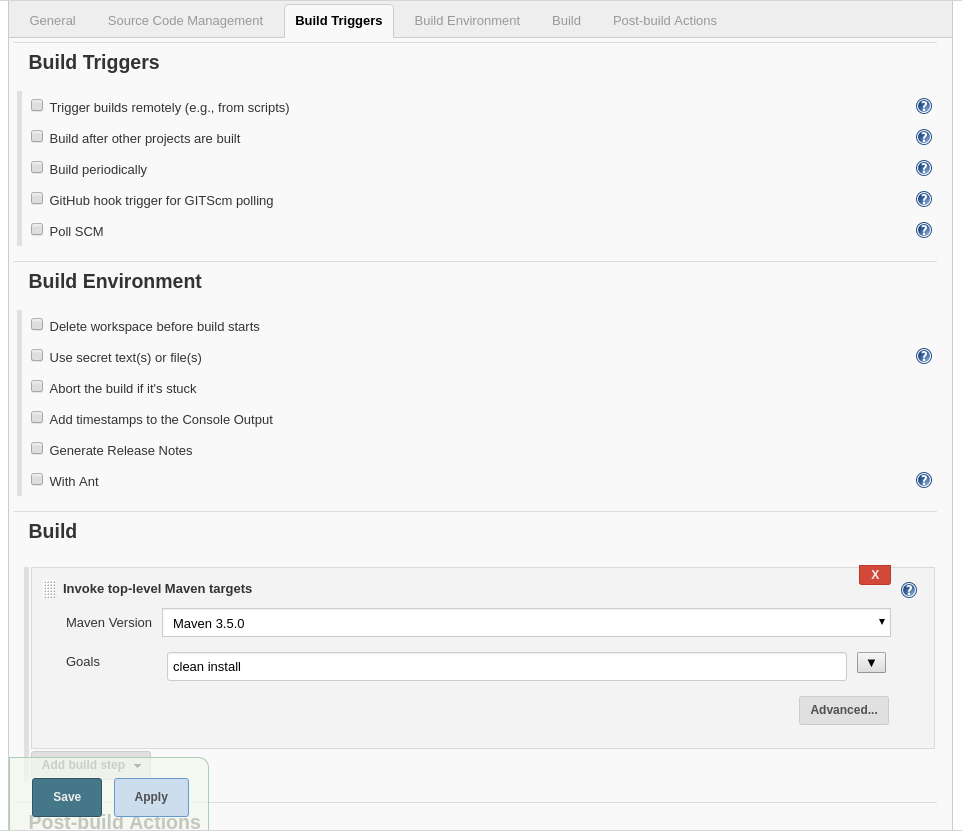 General Source Code Management Build Triggers Build Environment Build Post-build Actions
Build Triggers
Trigger builds remotely (e.g., from scripts) ?
Build after other projects are built ?
Build periodically ?
GitHub hook trigger for GITScm polling ?
Poll SCM ?
Build Environment
Delete workspace before build starts
Use secret text(s) or file(s) ?
Abort the build if it's stuck
Add timestamps to the Console Output
Generate Release Notes
With Ant ?
Build
X
Invoke top-level Maven targets ?
Maven Version Maven 3.5.0
Goals clean install
Advanced...
Add build step
Save Apply
Post-build Actions